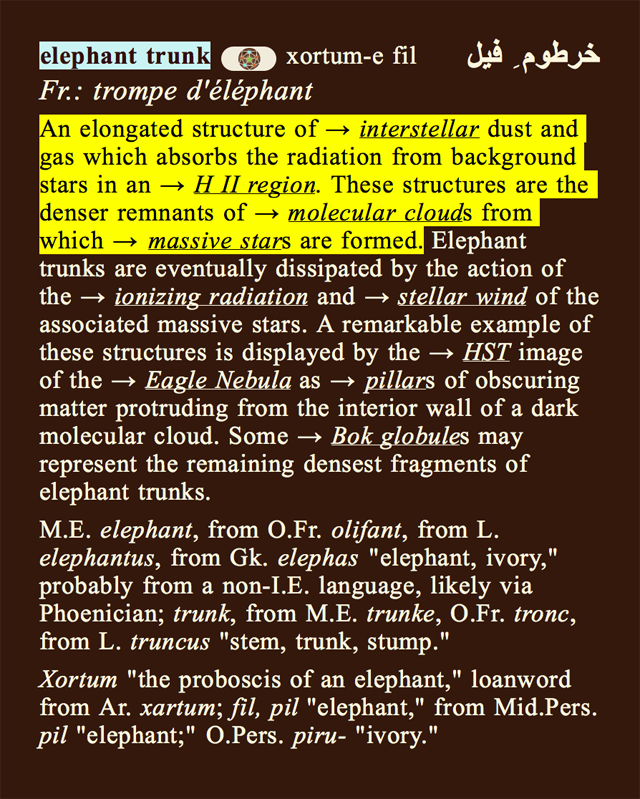 elephant trunk xortum-e fil خرطومِ فیل
Fr.: trompe d'éléphant
An elongated structure of → interstellar dust and
gas which absorbs the radiation from background
stars in an → H II region. These structures are the
denser remnants of → molecular clouds from
which → massive stars are formed. Elephant
trunks are eventually dissipated by the action of
the → ionizing radiation and → stellar wind of the
associated massive stars. A remarkable example of
these structures is displayed by the → HST image
of the → Eagle Nebula as → pillars of obscuring
matter protruding from the interior wall of a dark
molecular cloud. Some → Bok globules may
represent the remaining densest fragments of
elephant trunks.
M.E. elephant, from O.Fr. olifant, from L.
elephantus, from Gk. elephas "elephant, ivory,"
probably from a non-I.E. language, likely via
Phoenician; trunk, from M.E. trunke, O.Fr. tronc,
from L. truncus "stem, trunk, stump."
Xortum "the proboscis of an elephant," loanword
from Ar. xartum; fil, pil "elephant," from Mid.Pers.
pil "elephant;" O.Pers. piru- "ivory."